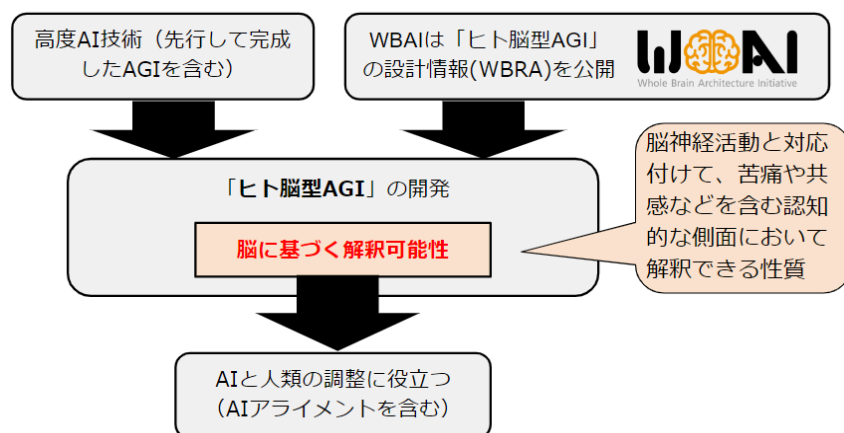 高度AI技術（先行して完成
したAGIを含む）
WBAIは「ヒト脳型AGI」
の設計情報(WBRA)を公開
WBAI
Whole Brain Architecture Initiative
「ヒト脳型AGI」の開発
脳に基づく解釈可能性
脳神経活動と対応
付けて、苦痛や共
感などを含む認知
的な側面において
解釈できる性質
AIと人類の調整に役立つ
（AIアライメントを含む）